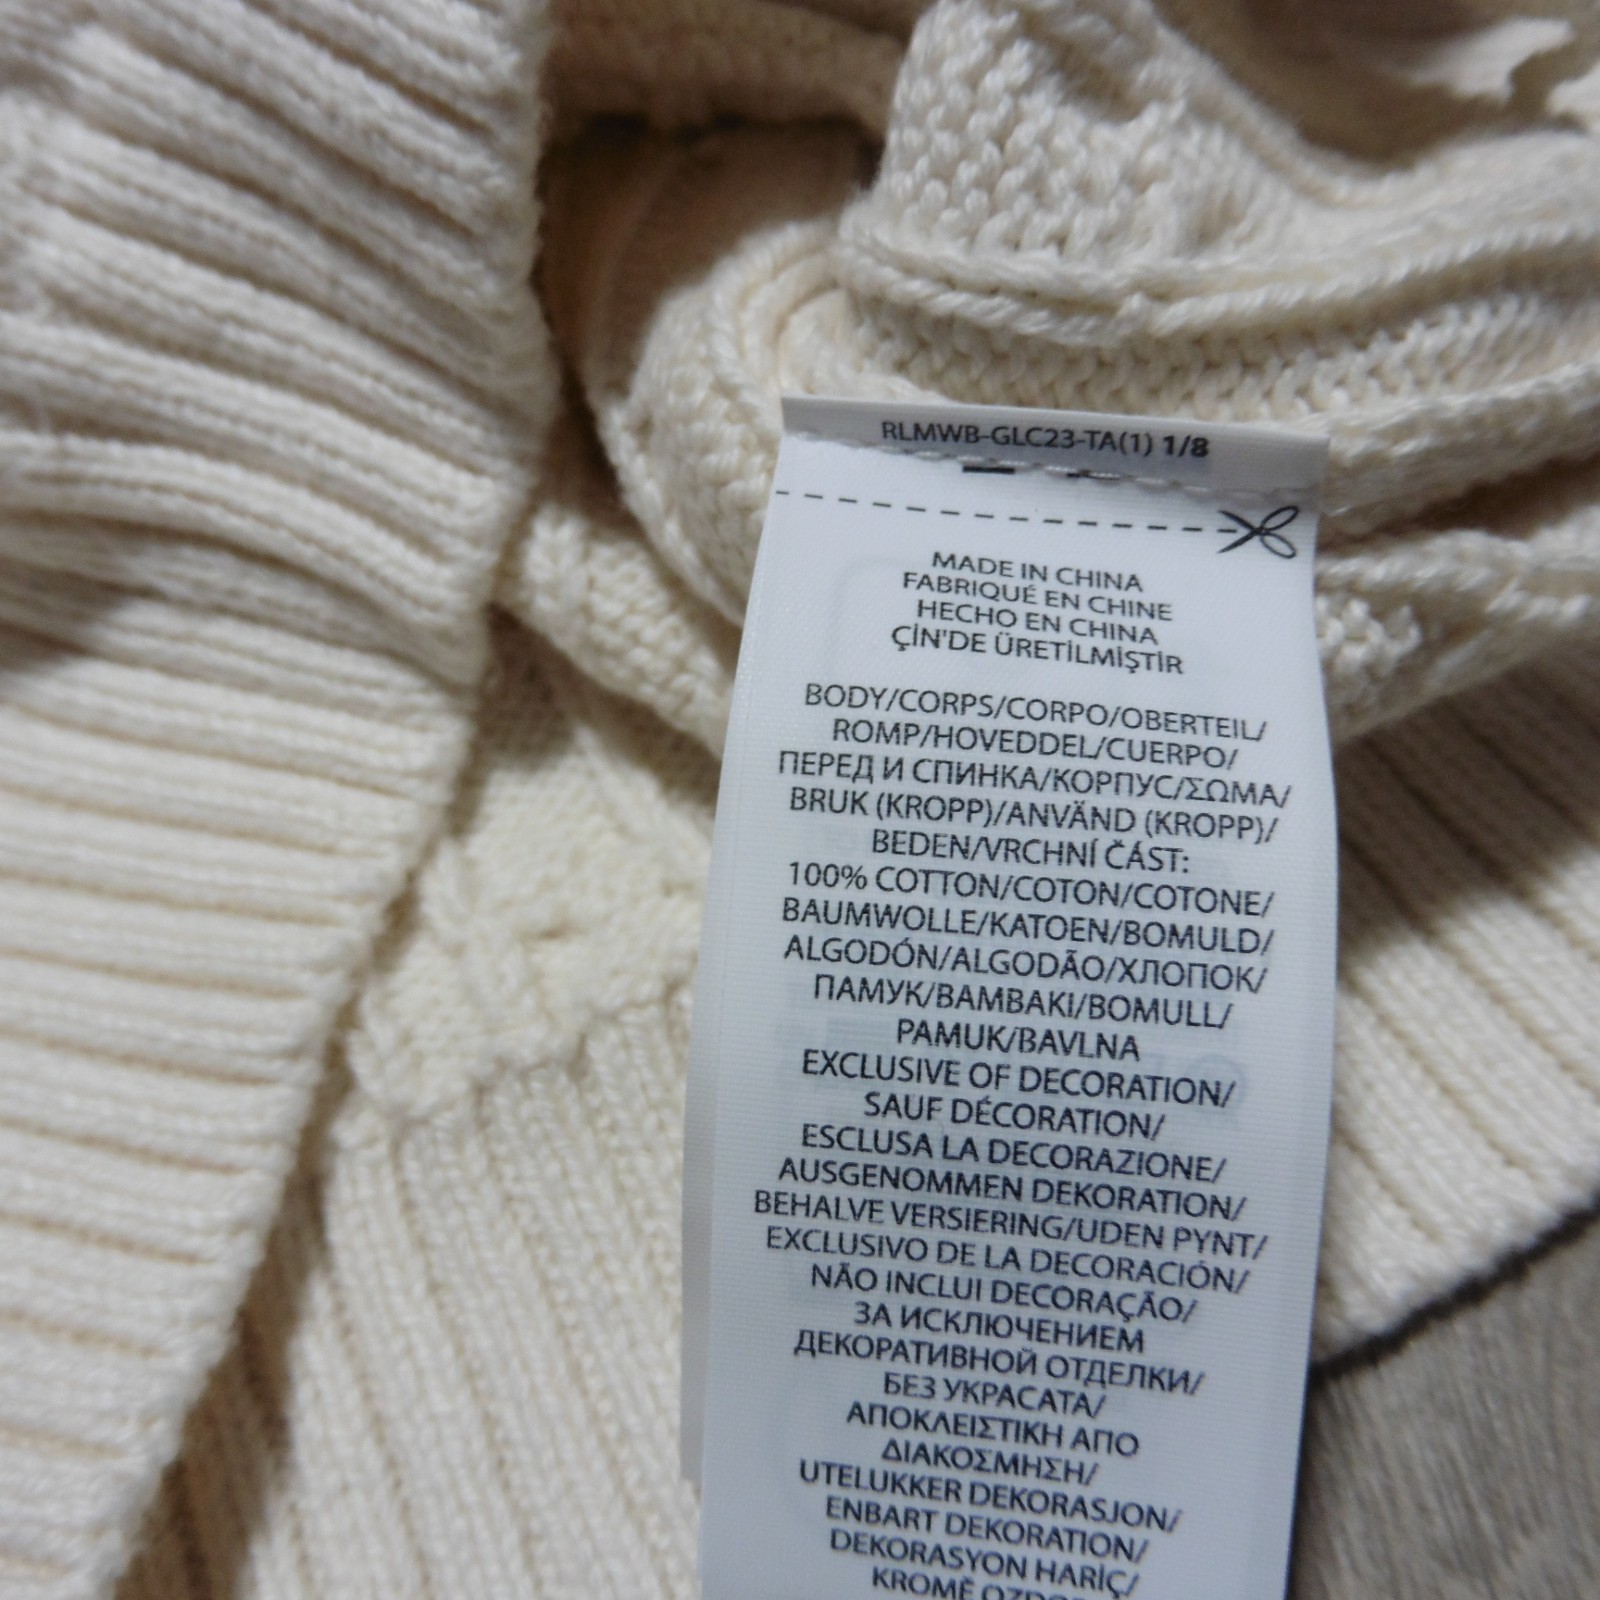 RLMWB-GLC23-TA(1) 1/8
MADE IN CHINA
FABRIQUÉ EN CHINE
HECHO EN CHINA
ÇİN'DE ÜRETİLMİŞTİR
BODY/CORPS/CORPO/OBERTEIL/
ROMP/HOVEDDEL/CUERPO/
ПЕРЕД И СПИНКА/КОРПУС/ΣΩΜΑ/
BRUK (KROPP)/ANVÄND (KROPP)/
BEDEN/VRCHNÍ ČÁST:
100% COTTON/COTON/COTONE/
BAUMWOLLE/KATOEN/BOMULD/
ALGODÓN/ALGODÃO/ХЛОПОК/
ПАМУК/ΒΑΜΒΑΚΙ/BOMULL/
PAMUK/BAVLNA
EXCLUSIVE OF DECORATION/
SAUF DÉCORATION/
ESCLUSA LA DECORAZIONE/
AUSGENOMMEN DEKORATION/
BEHALVE VERSIERING/UDEN PYNT/
EXCLUSIVO DE LA DECORACIÓN/
NÃO INCLUI DECORAÇÃO/
ЗА ИСКЛЮЧЕНИЕМ
ДЕКОРАТИВНОЙ ОТДЕЛКИ/
БЕЗ УКРАСАТА/
ΑΠΟΚΛΕΙΣΤΙΚΗ ΑΠΟ
ΔΙΑΚΟΣΜΗΣΗ/
UTELUKKER DEKORASJON/
ENBART DEKORATION/
DEKORASYON HARİÇ/
KROMĚ